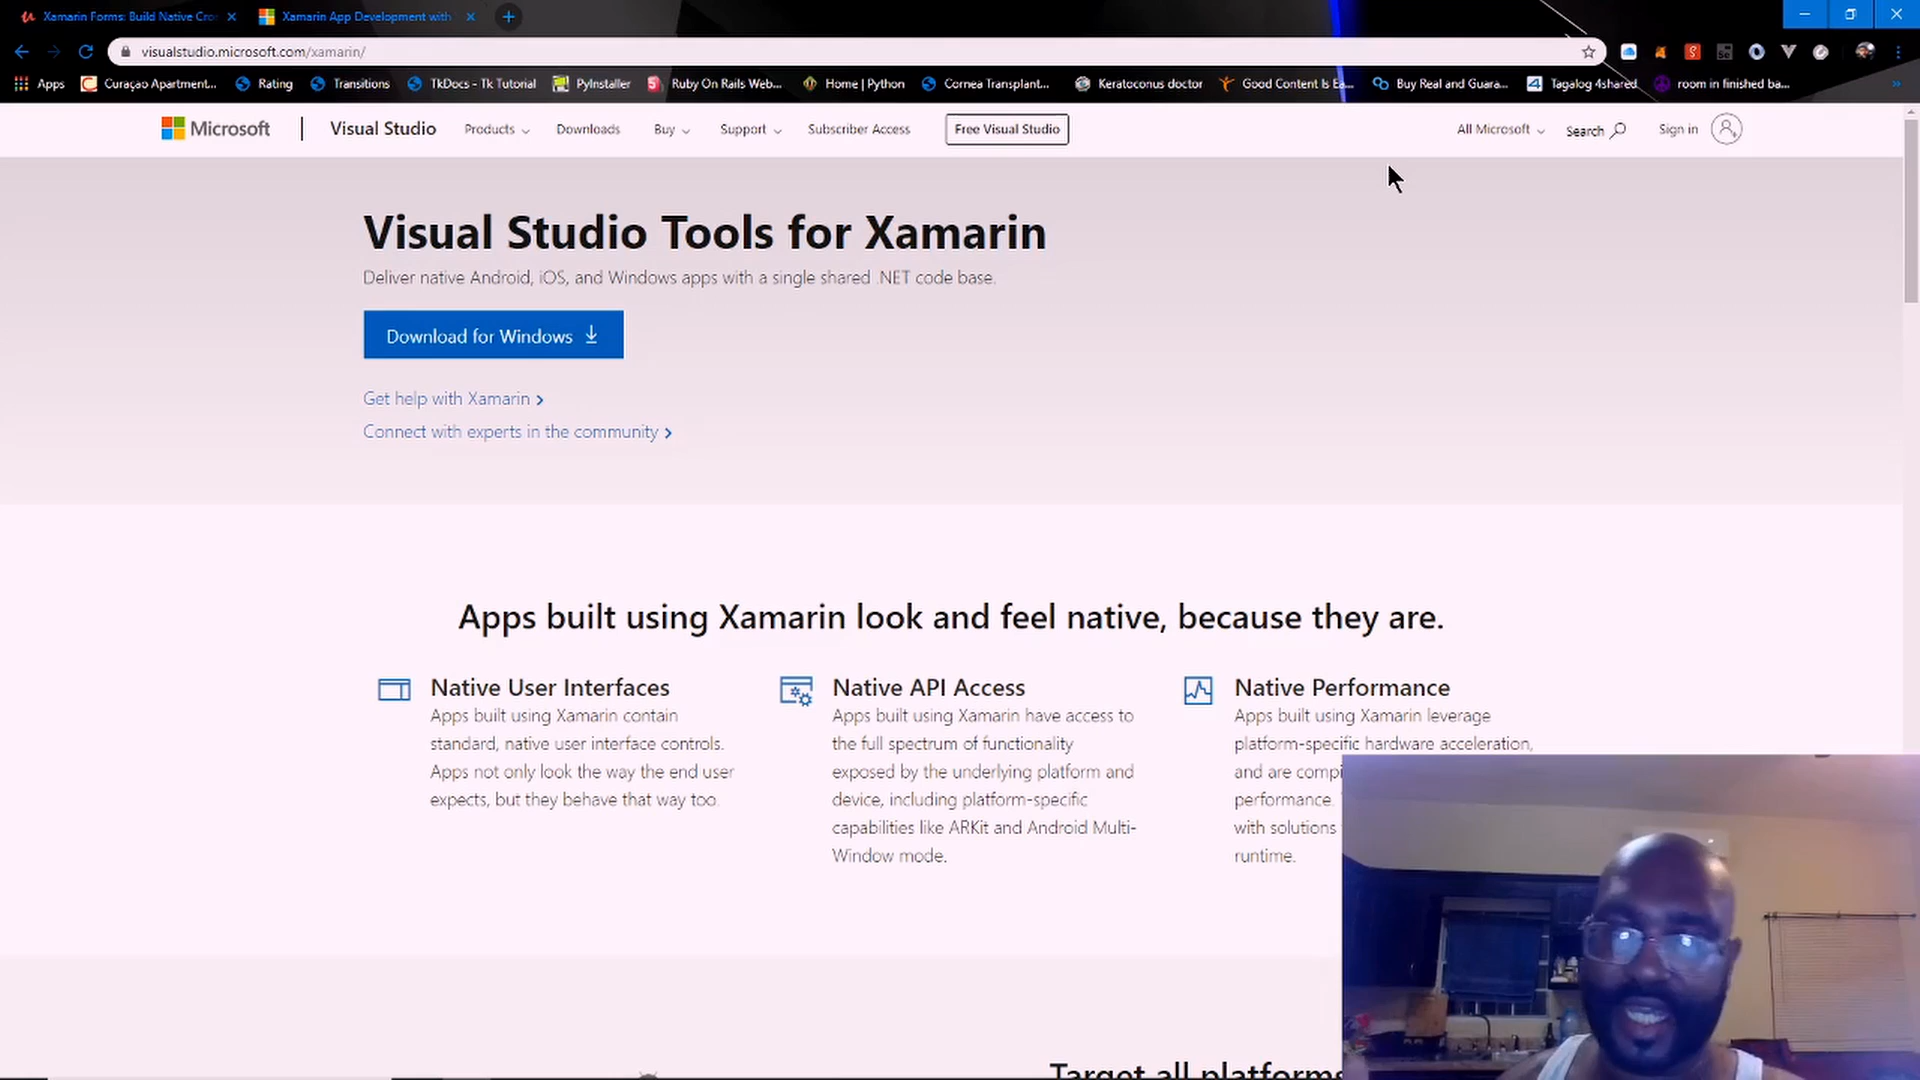 Xamarin Forms: Build Native Cro
Xamarin App Development with
visualstudio.microsoft.com/xamarin/
Apps
Curaçao Apartment...
Rating
Transitions
TkDocs - Tk Tutorial
PyInstaller
Ruby On Rails Web...
Home | Python
Cornea Transplant...
Keratoconus doctor
Good Content Is Ea...
Buy Real and Guara...
Tagalog 4shared
room in finished ba...
Microsoft
Visual Studio
Products
Downloads
Buy
Support
Subscriber Access
Free Visual Studio
All Microsoft
Search
Sign in
Visual Studio Tools for Xamarin
Deliver native Android, iOS, and Windows apps with a single shared .NET code base.
Download for Windows
Get help with Xamarin
Connect with experts in the community
Apps built using Xamarin look and feel native, because they are.
Native User Interfaces
Apps built using Xamarin contain
standard, native user interface controls.
Apps not only look the way the end user
expects, but they behave that way too.
Native API Access
Apps built using Xamarin have access to
the full spectrum of functionality
exposed by the underlying platform and
device, including platform-specific
capabilities like ARKit and Android Multi-
Window mode.
Native Performance
Apps built using Xamarin leverage
platform-specific hardware acceleration,
and are compi
performance.
with solutions
runtime.
Target all platforms